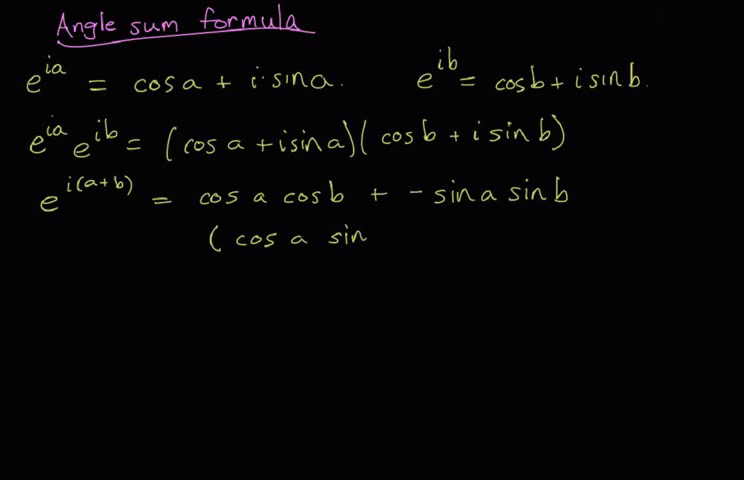 Angle sum formula
e^{ia} = cos a + i·sin a. e^{ib} = cos b + i sin b.
e^{ia} e^{ib} = (cos a + i sin a)(cos b + i sin b)
e^{i(a+b)} = cos a cos b + - sin a sin b
( cos a sin